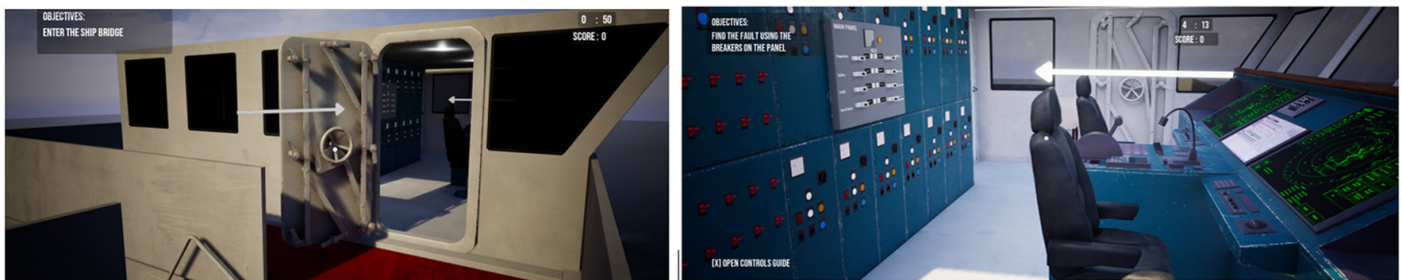 OBJECTIVES:
ENTER THE SHIP BRIDGE
0 : 50
SCORE : 0
OBJECTIVES:
FIND THE FAULT USING THE
BREAKERS ON THE PANEL
4 : 13
SCORE : 0
MAIN PANEL
[X] OPEN CONTROLS GUIDE